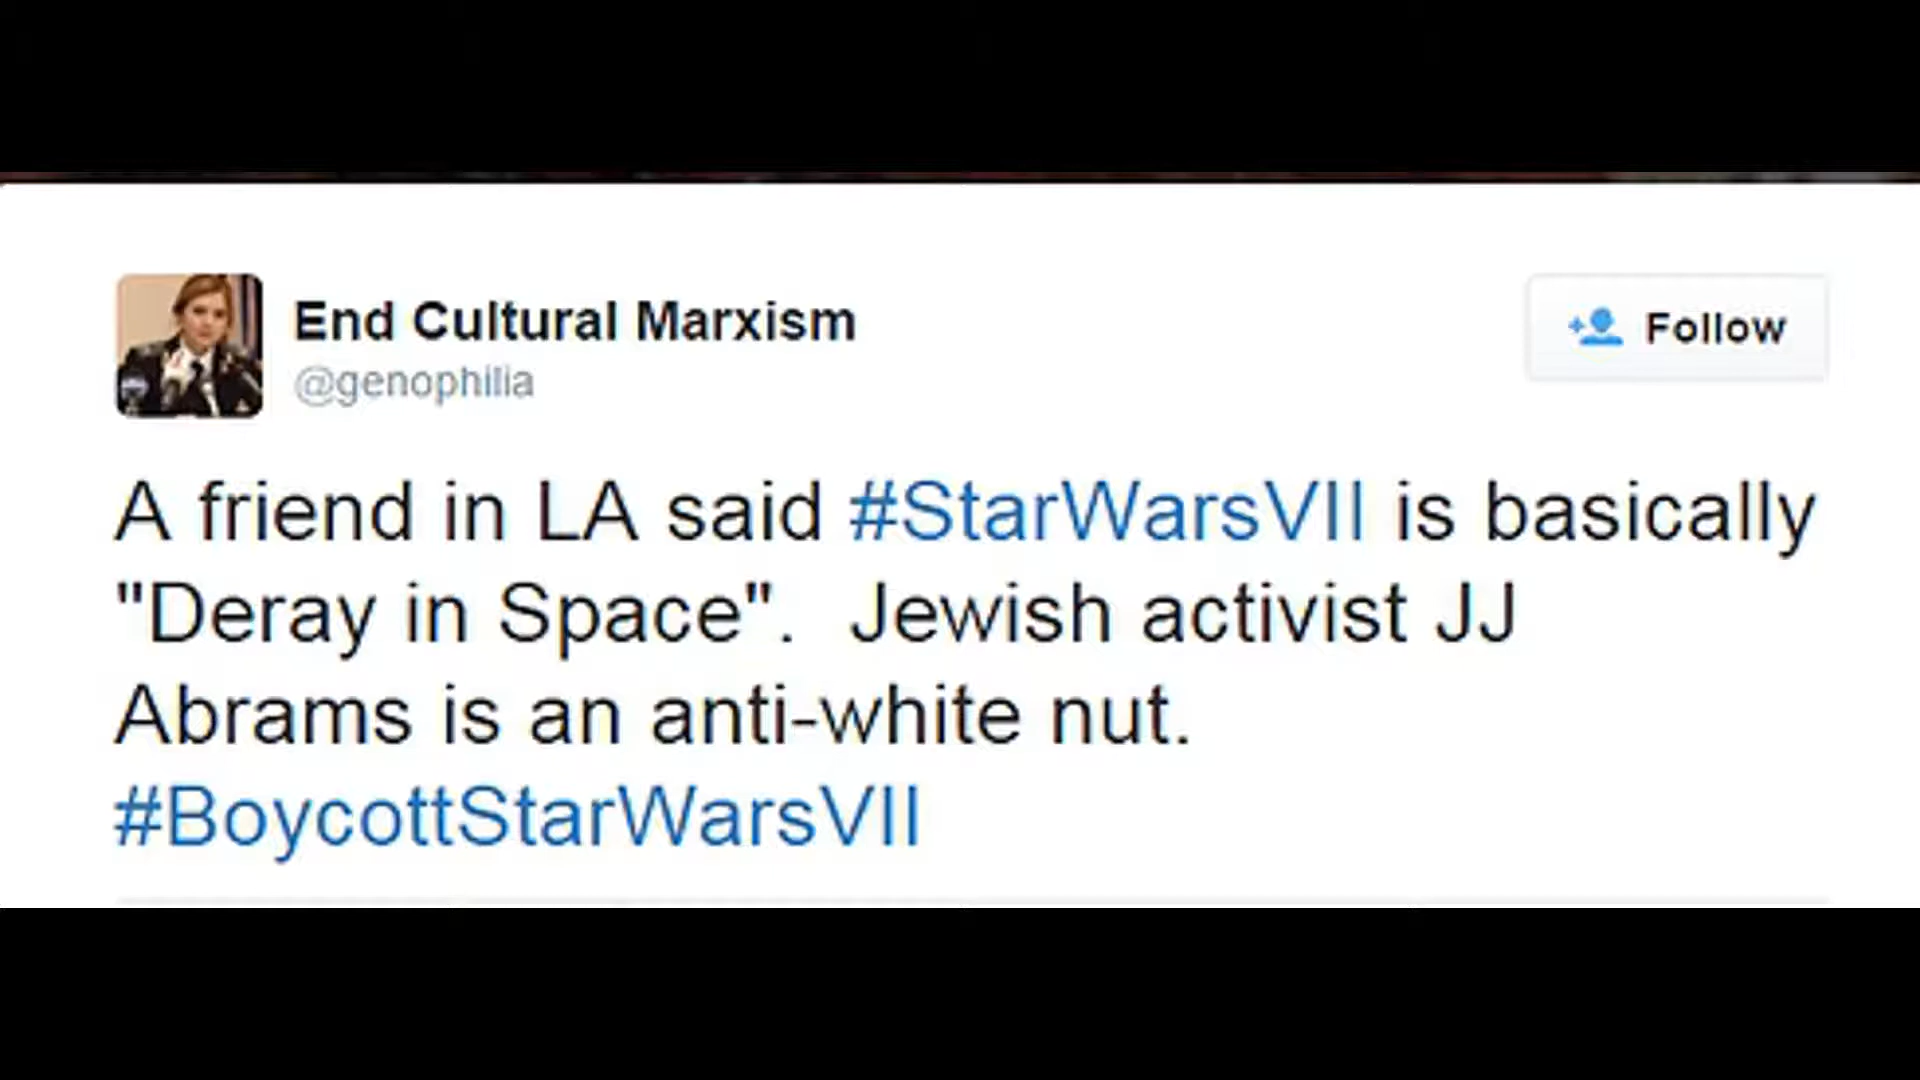 End Cultural Marxism
@genophilia
Follow
A friend in LA said #StarWarsVII is basically
"Deray in Space".  Jewish activist JJ
Abrams is an anti-white nut.
#BoycottStarWarsVII